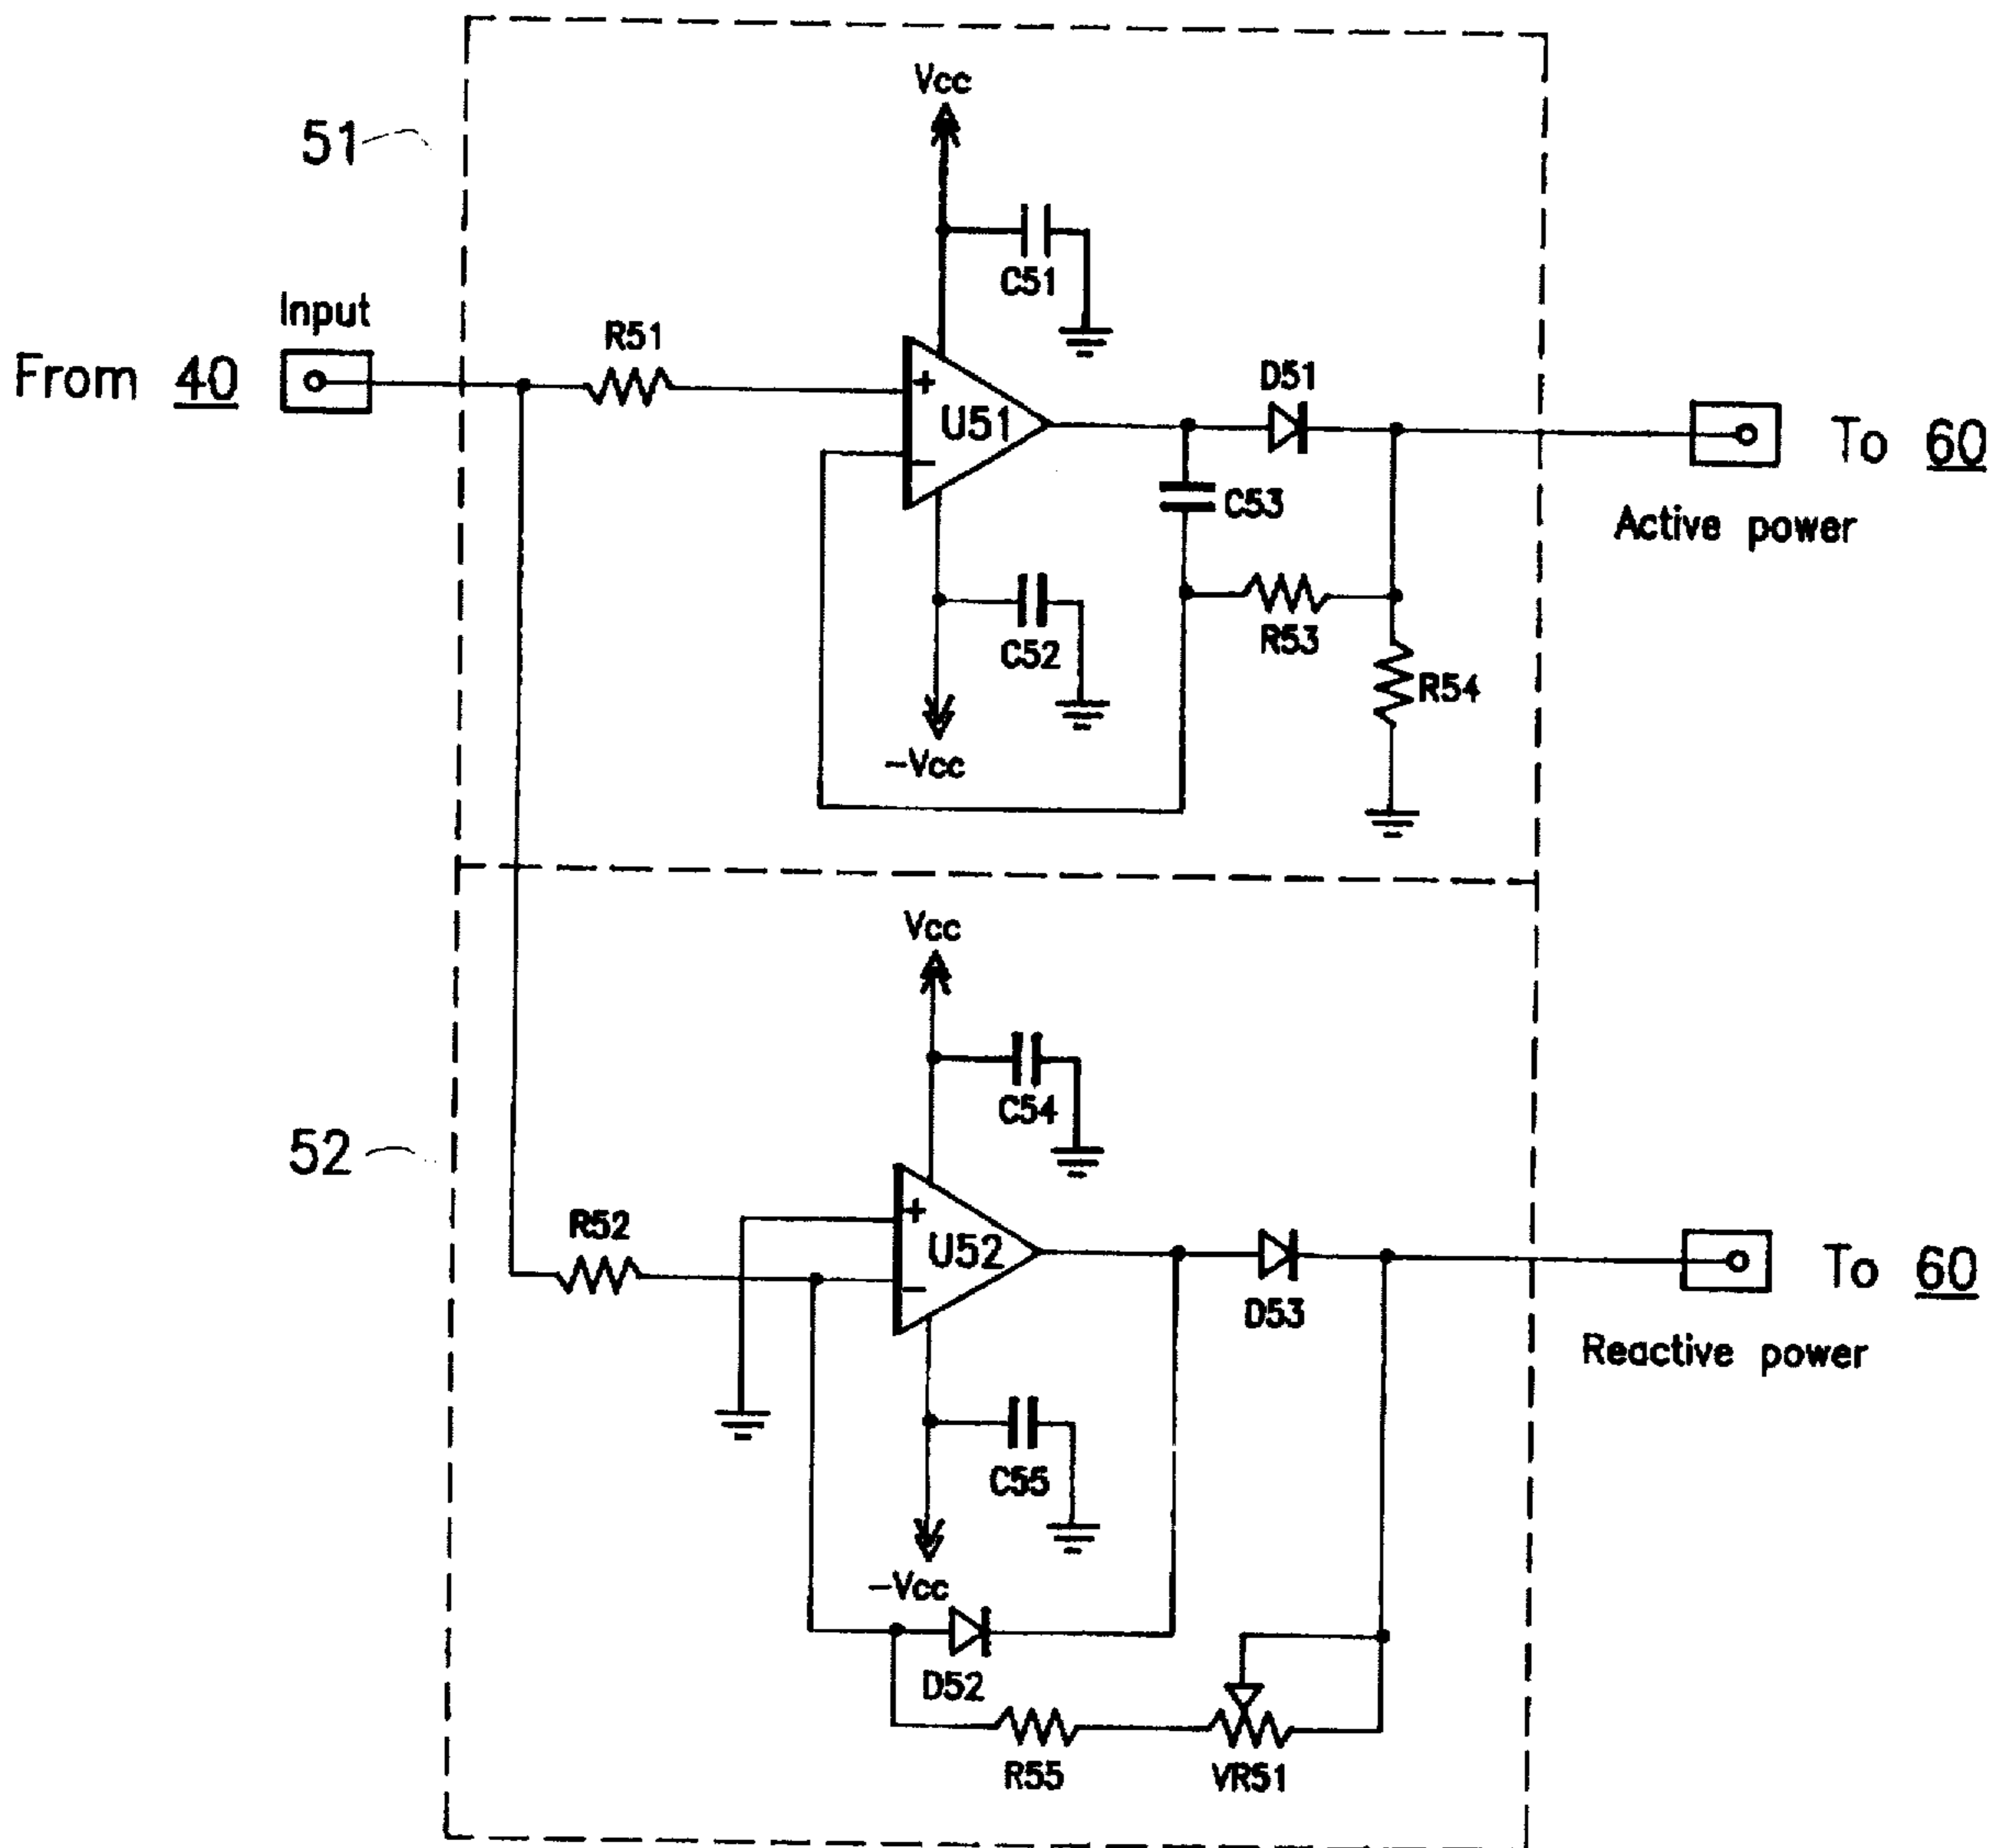 Vcc
51
C51
Input
R51
From 40
+
U51
−
D51
To 60
Active power
C53
C52
R53
R54
−Vcc
Vcc
C54
52
R52
+
U52
−
D53
To 60
Reactive power
C55
−Vcc
D52
R55
VR51